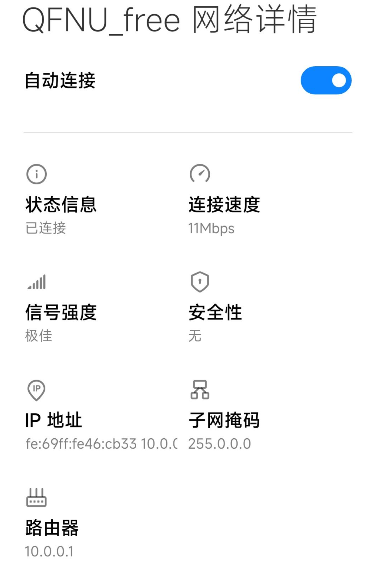 QFNU_free 网络详情
自动连接
状态信息
已连接
连接速度
11Mbps
信号强度
极佳
安全性
无
IP 地址
fe:69ff:fe46:cb33 10.0.
子网掩码
255.0.0.0
路由器
10.0.0.1